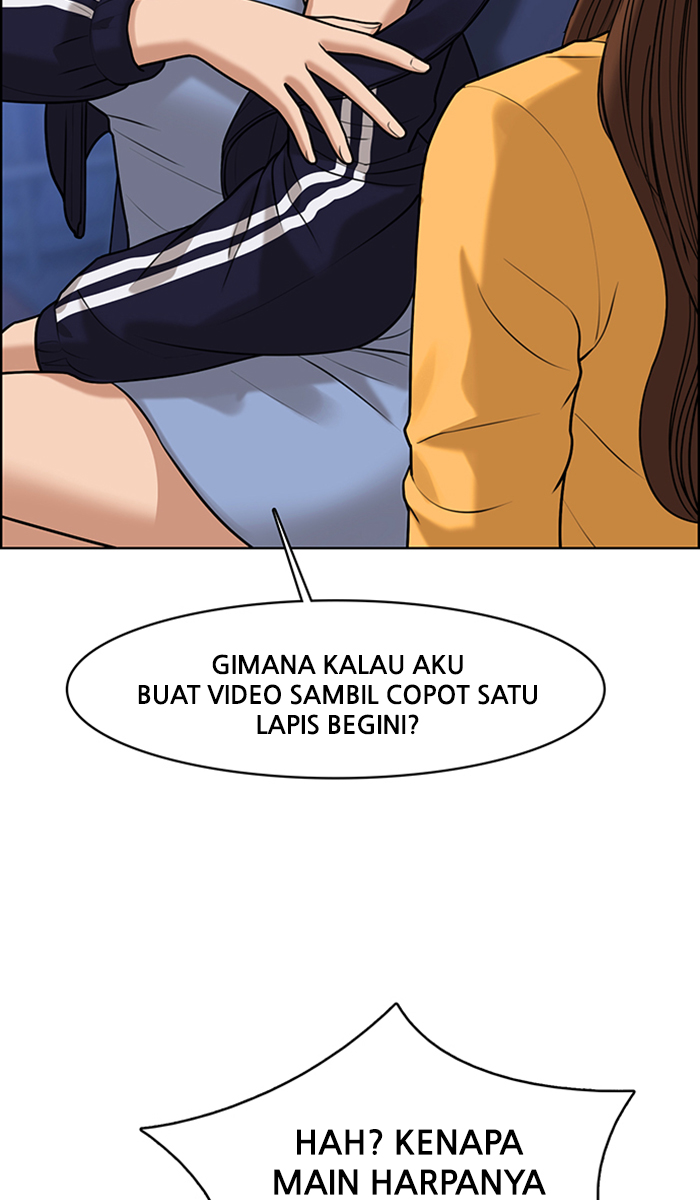 GIMANA KALAU AKU
BUAT VIDEO SAMBIL COPOT SATU
LAPIS BEGINI?
HAH? KENAPA
MAIN HARPANYA